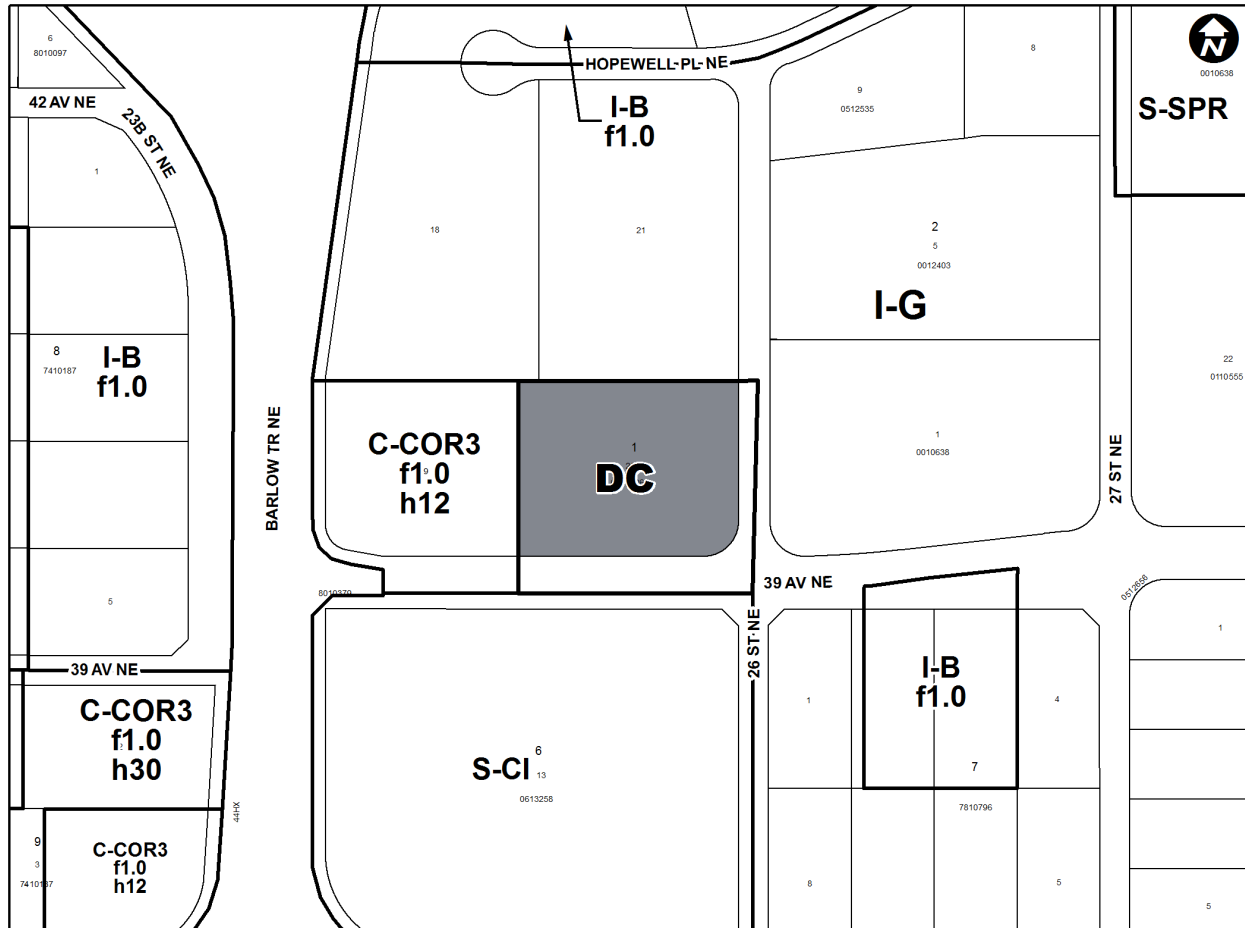 6
8010097
42 AV NE
23B ST NE
1
HOPEWELL PL NE
I-B
f1.0
8
9
0512535
N
0010638
S-SPR
18
21
2
5
0012403
I-G
8
7410187
I-B
f1.0
22
0110555
BARLOW TR NE
C-COR3
f1.0
9
h12
1
DC
1
0010638
27 ST NE
5
8010379
39 AV NE
0512656
39 AV NE
26 ST NE
C-COR3
f1.0
2
h30
I-B
f1.0
1
4
1
S-CI
6
13
0613258
7
7810796
44HX
9
3
7410187
C-COR3
f1.0
h12
8
5
5